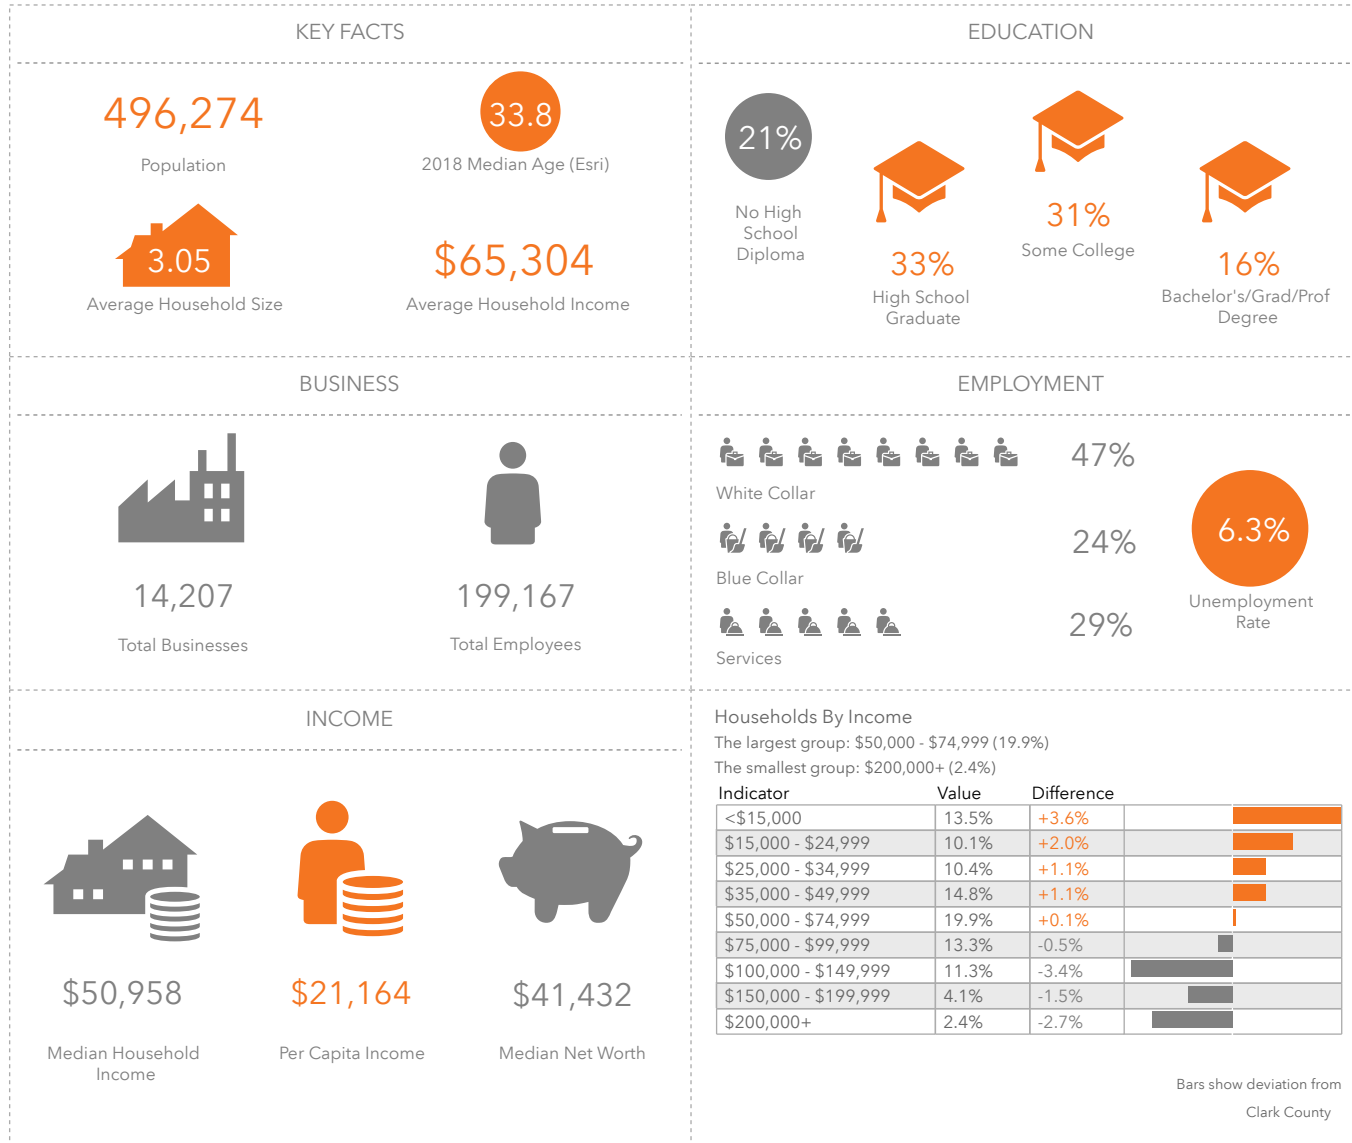 KEY FACTS
496,274
Population
33.8
2018 Median Age (Esri)
3.05
Average Household Size
$65,304
Average Household Income
EDUCATION
21%
No High
School
Diploma
33%
High School
Graduate
31%
Some College
16%
Bachelor's/Grad/Prof
Degree
BUSINESS
14,207
Total Businesses
199,167
Total Employees
EMPLOYMENT
47%
White Collar
24%
Blue Collar
29%
Services
6.3%
Unemployment
Rate
INCOME
$50,958
Median Household
Income
$21,164
Per Capita Income
$41,432
Median Net Worth
Households By Income
The largest group: $50,000 - $74,999 (19.9%)
The smallest group: $200,000+ (2.4%)
Indicator Value Difference
<$15,000 13.5% +3.6%
$15,000 - $24,999 10.1% +2.0%
$25,000 - $34,999 10.4% +1.1%
$35,000 - $49,999 14.8% +1.1%
$50,000 - $74,999 19.9% +0.1%
$75,000 - $99,999 13.3% -0.5%
$100,000 - $149,999 11.3% -3.4%
$150,000 - $199,999 4.1% -1.5%
$200,000+ 2.4% -2.7%
Bars show deviation from
Clark County